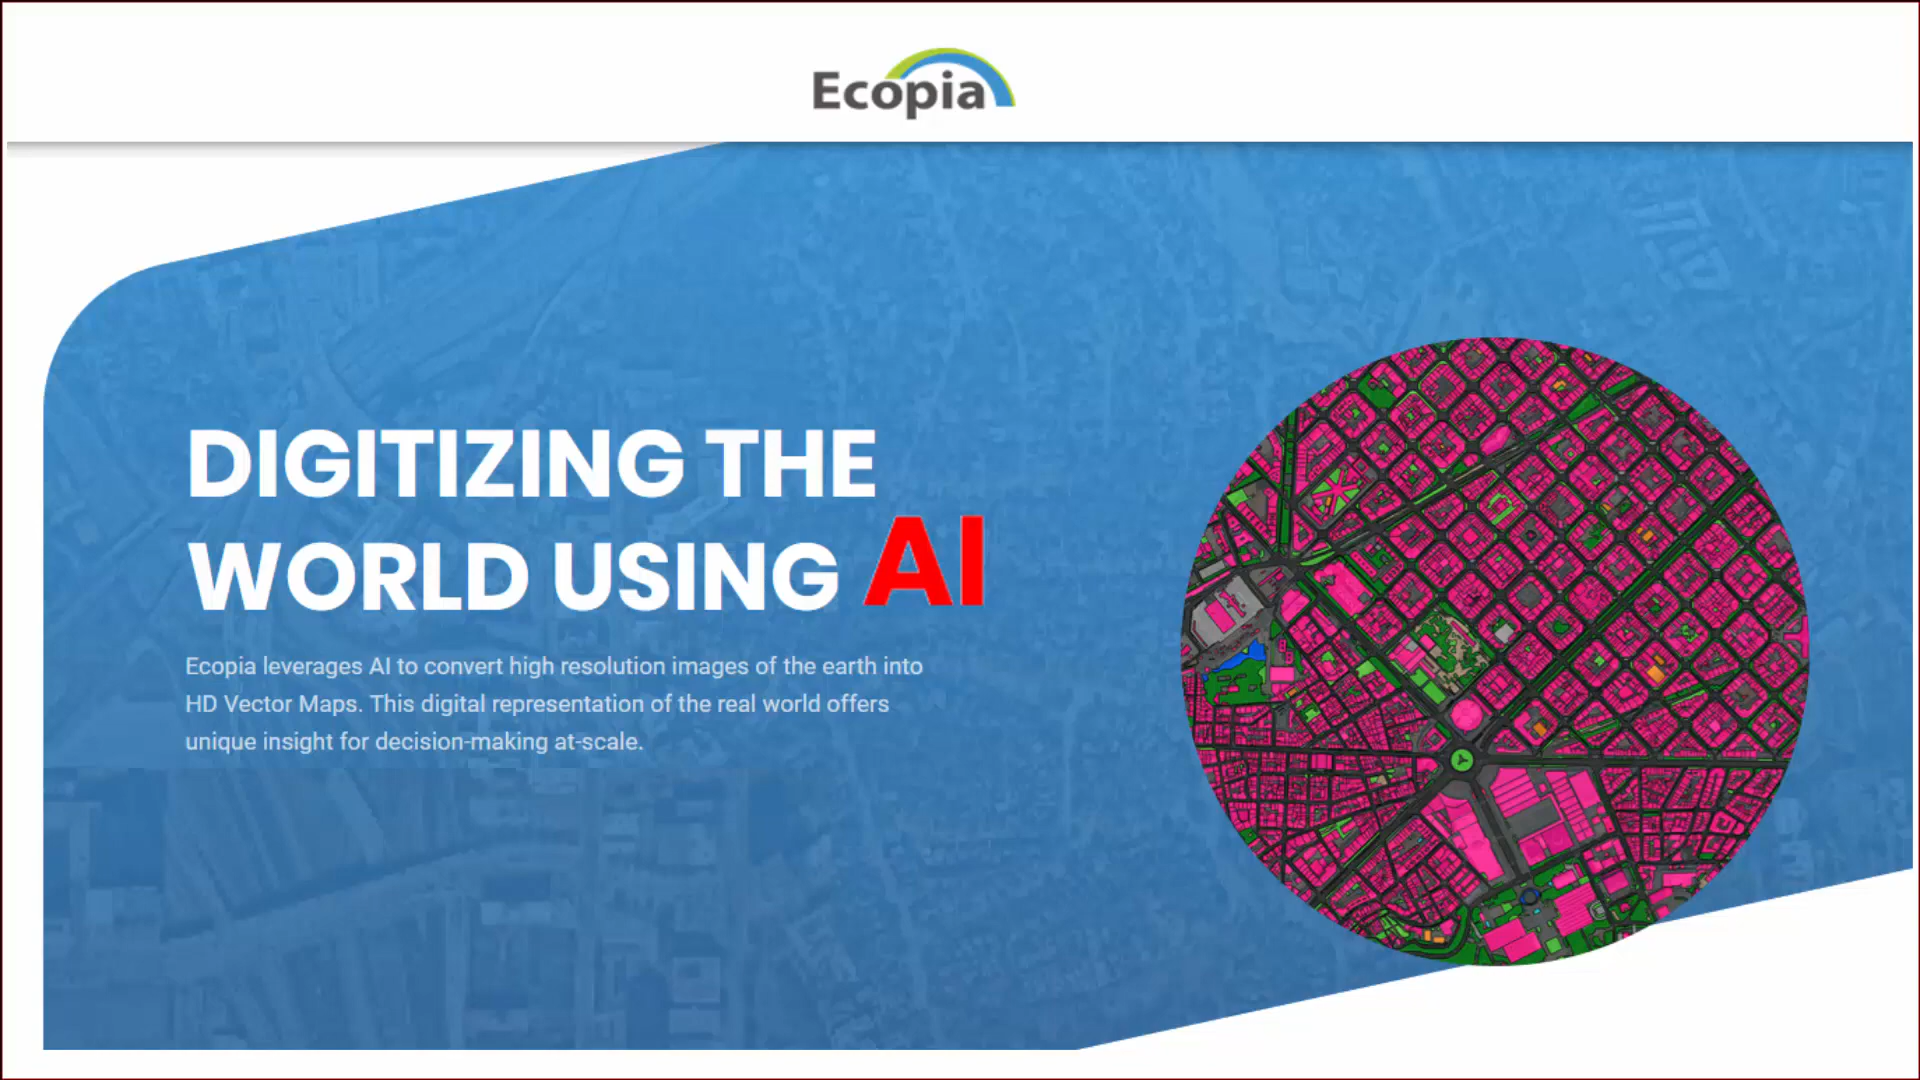 Ecopia
DIGITIZING THE
WORLD USING AI
Ecopia leverages AI to convert high resolution images of the earth into
HD Vector Maps. This digital representation of the real world offers
unique insight for decision-making at-scale.